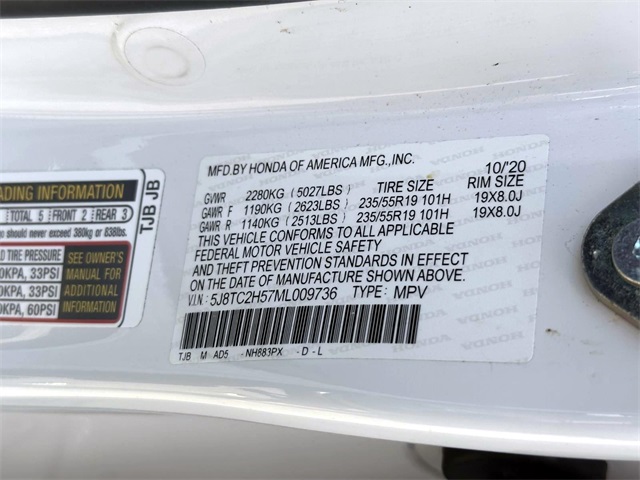 ADING INFORMATION
TOTAL 5 FRONT 2 REAR 3
should never exceed 380kg or 838lbs.
TIRE PRESSURE
0KPA, 33PSI
0KPA, 33PSI
0KPA, 60PSI
SEE OWNER'S
MANUAL FOR
ADDITIONAL
INFORMATION
TJB JB
MFD.BY HONDA OF AMERICA MFG.,INC. 10/'20
GVWR 2280KG (5027LBS) TIRE SIZE RIM SIZE
GAWR F 1190KG (2623LBS) 235/55R19 101H 19X8.0J
GAWR R 1140KG (2513LBS) 235/55R19 101H 19X8.0J
THIS VEHICLE CONFORMS TO ALL APPLICABLE
FEDERAL MOTOR VEHICLE SAFETY
AND THEFT PREVENTION STANDARDS IN EFFECT
ON THE DATE OF MANUFACTURE SHOWN ABOVE.
V.I.N: 5J8TC2H57ML009736 TYPE: MPV
TJB M AD5 -NH883PX -D-L